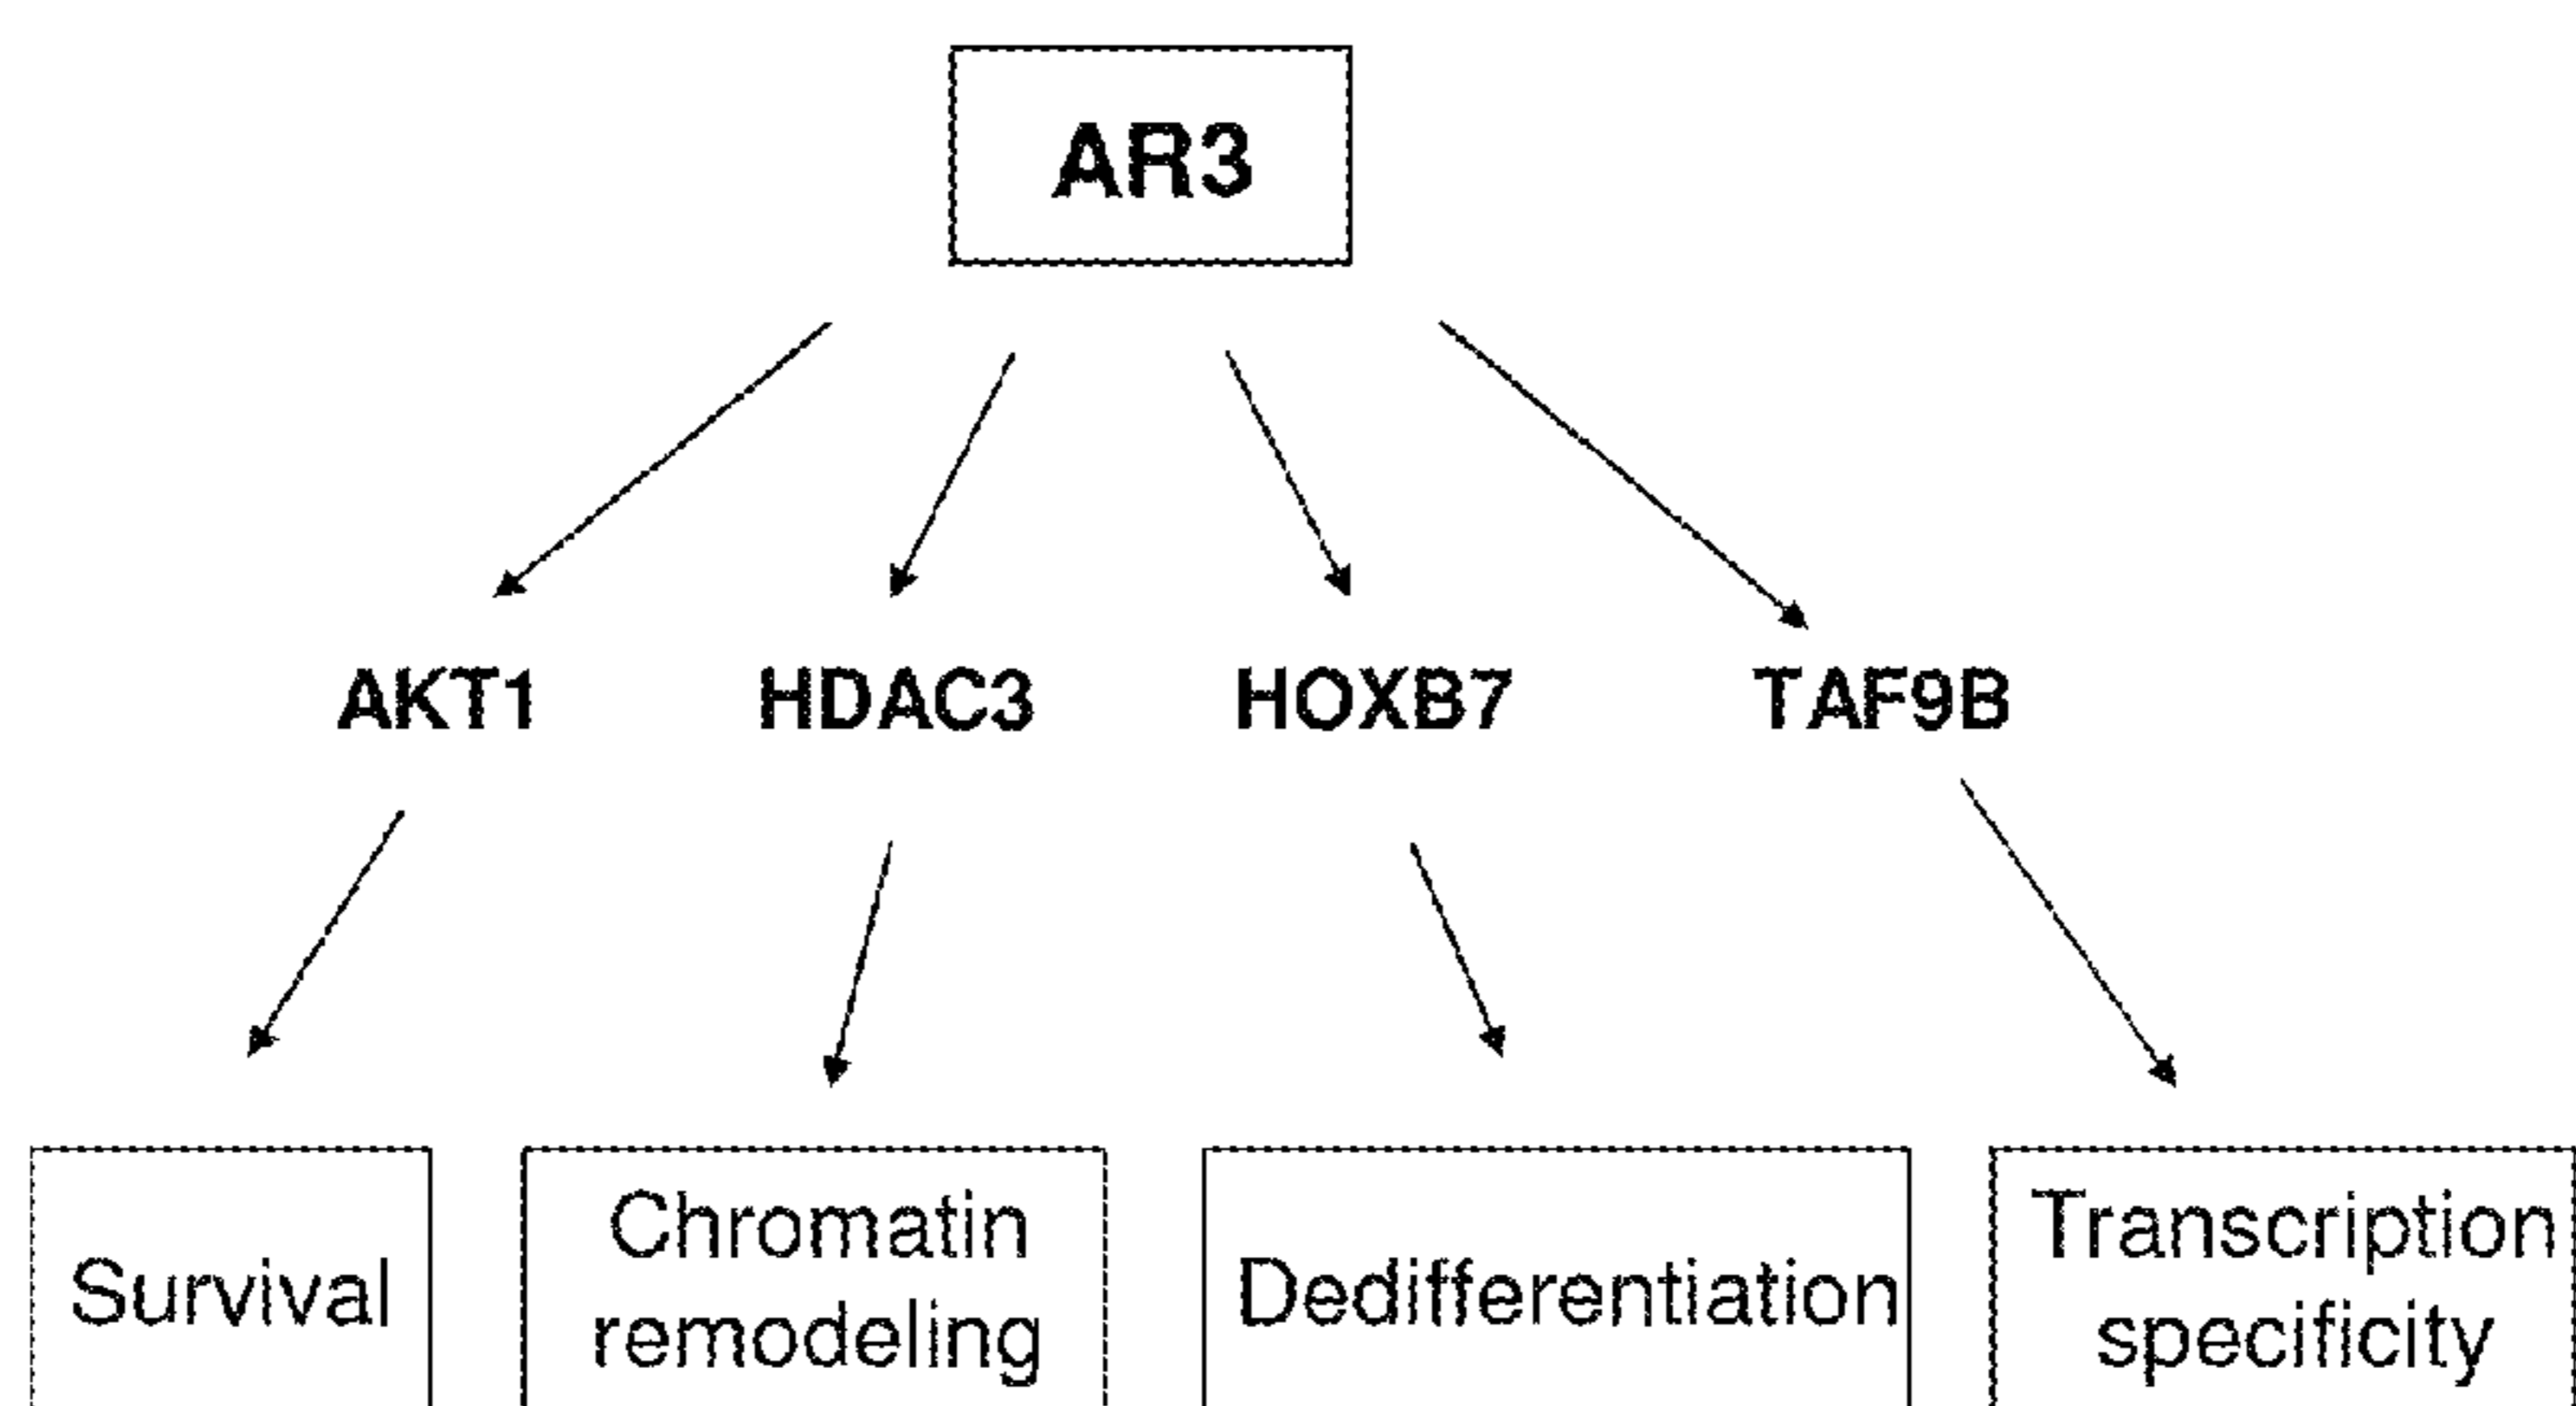 AR3
AKT1
HDAC3
HOXB7
TAF9B
Survival
Chromatin
remodeling
Dedifferentiation
Transcription
specificity